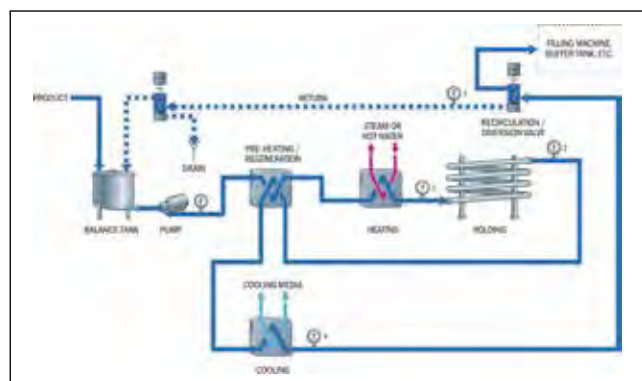 FILLING MACHINE,
BUFFER TANK, ETC.
PRODUCT
RETURN
RECIRCULATION /
DIVERSION VALVE
STEAM OR
HOT WATER
DRAIN
PRE-HEATING /
REGENERATION
BALANCE TANK
PUMP
HEATING
HOLDING
COOLING MEDIA
COOLING